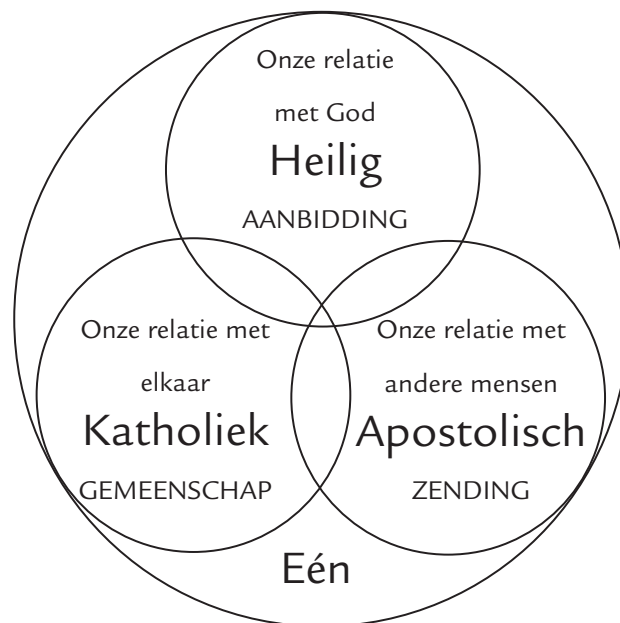 Onze relatie
met God
Heilig
AANBIDDING
Onze relatie met
elkaar
Katholiek
GEMEENSCHAP
Onze relatie met
andere mensen
Apostolisch
ZENDING
Eén